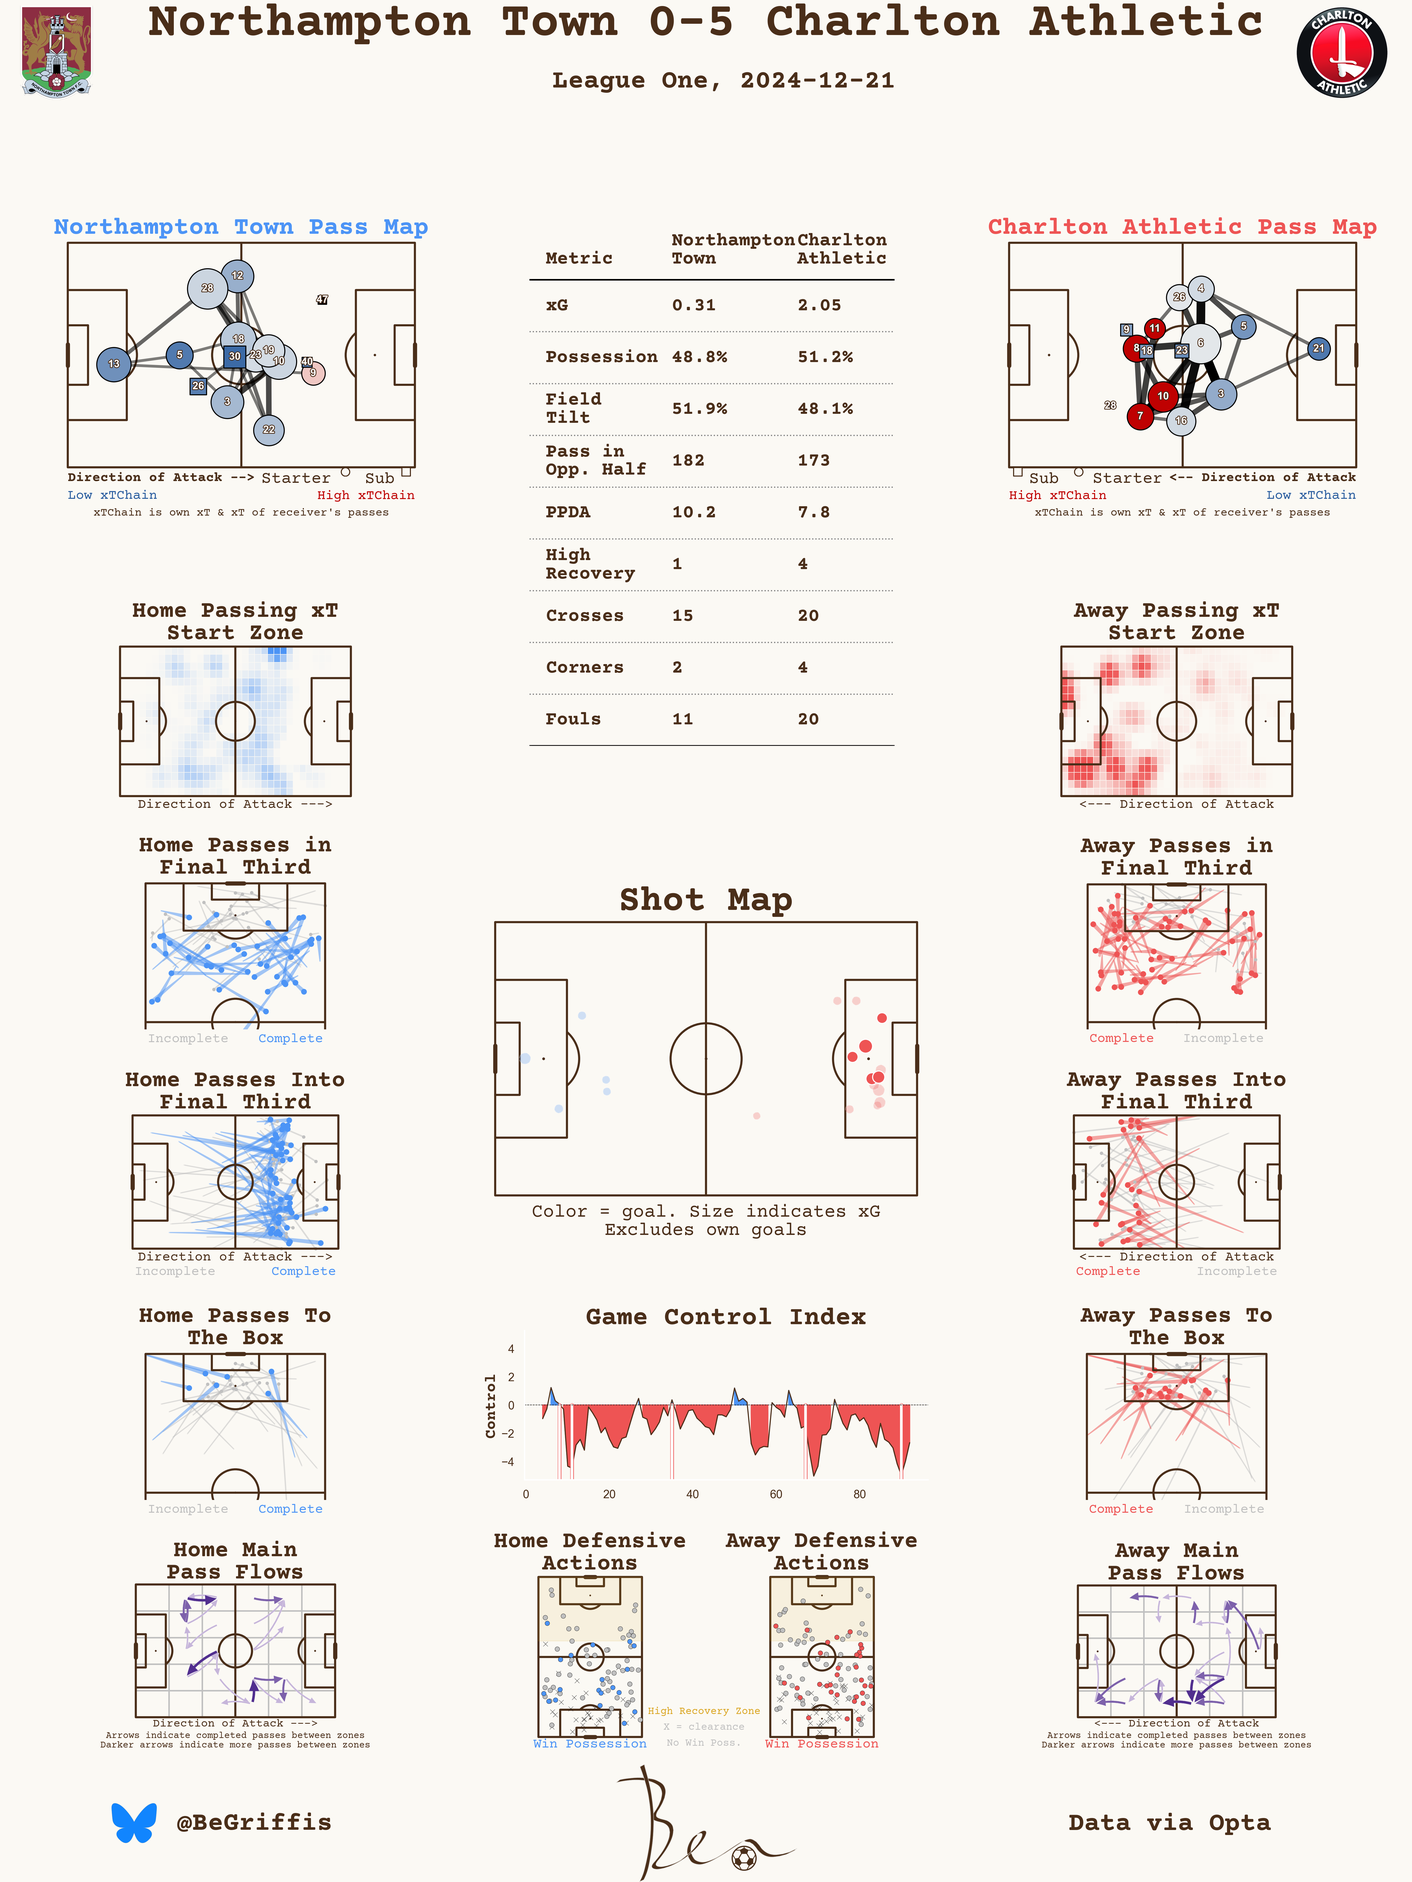 Northampton Town 0-5 Charlton Athletic
League One, 2024-12-21
NORTHAMPTON TOWN F.C.
CHARLTON
ATHLETIC
Northampton Town Pass Map
28
12
47
18
13
5
30
23
19
10
40
9
26
3
22
Direction of Attack --> Starter Sub
Low xTChain High xTChain
xTChain is own xT & xT of receiver's passes
Metric Northampton Town Charlton Athletic
xG 0.31 2.05
Possession 48.8% 51.2%
Field Tilt 51.9% 48.1%
Pass in Opp. Half 182 173
PPDA 10.2 7.8
High Recovery 1 4
Crosses 15 20
Corners 2 4
Fouls 11 20
Charlton Athletic Pass Map
26
4
9
11
5
8
18
23
6
21
28
10
3
7
16
Sub Starter <-- Direction of Attack
High xTChain Low xTChain
xTChain is own xT & xT of receiver's passes
Home Passing xT
Start Zone
Direction of Attack --->
Away Passing xT
Start Zone
<--- Direction of Attack
Home Passes in
Final Third
Incomplete Complete
Away Passes in
Final Third
Complete Incomplete
Shot Map
Color = goal. Size indicates xG
Excludes own goals
Home Passes Into
Final Third
Direction of Attack --->
Incomplete Complete
Away Passes Into
Final Third
<--- Direction of Attack
Complete Incomplete
Home Passes To
The Box
Incomplete Complete
Game Control Index
Control
4
2
0
−2
−4
0 20 40 60 80
Away Passes To
The Box
Complete Incomplete
Home Main
Pass Flows
Direction of Attack --->
Arrows indicate completed passes between zones
Darker arrows indicate more passes between zones
Home Defensive
Actions
Win Possession
Away Defensive
Actions
Win Possession
High Recovery Zone
X = clearance
No Win Poss.
Away Main
Pass Flows
<--- Direction of Attack
Arrows indicate completed passes between zones
Darker arrows indicate more passes between zones
@BeGriffis
Ben
Data via Opta